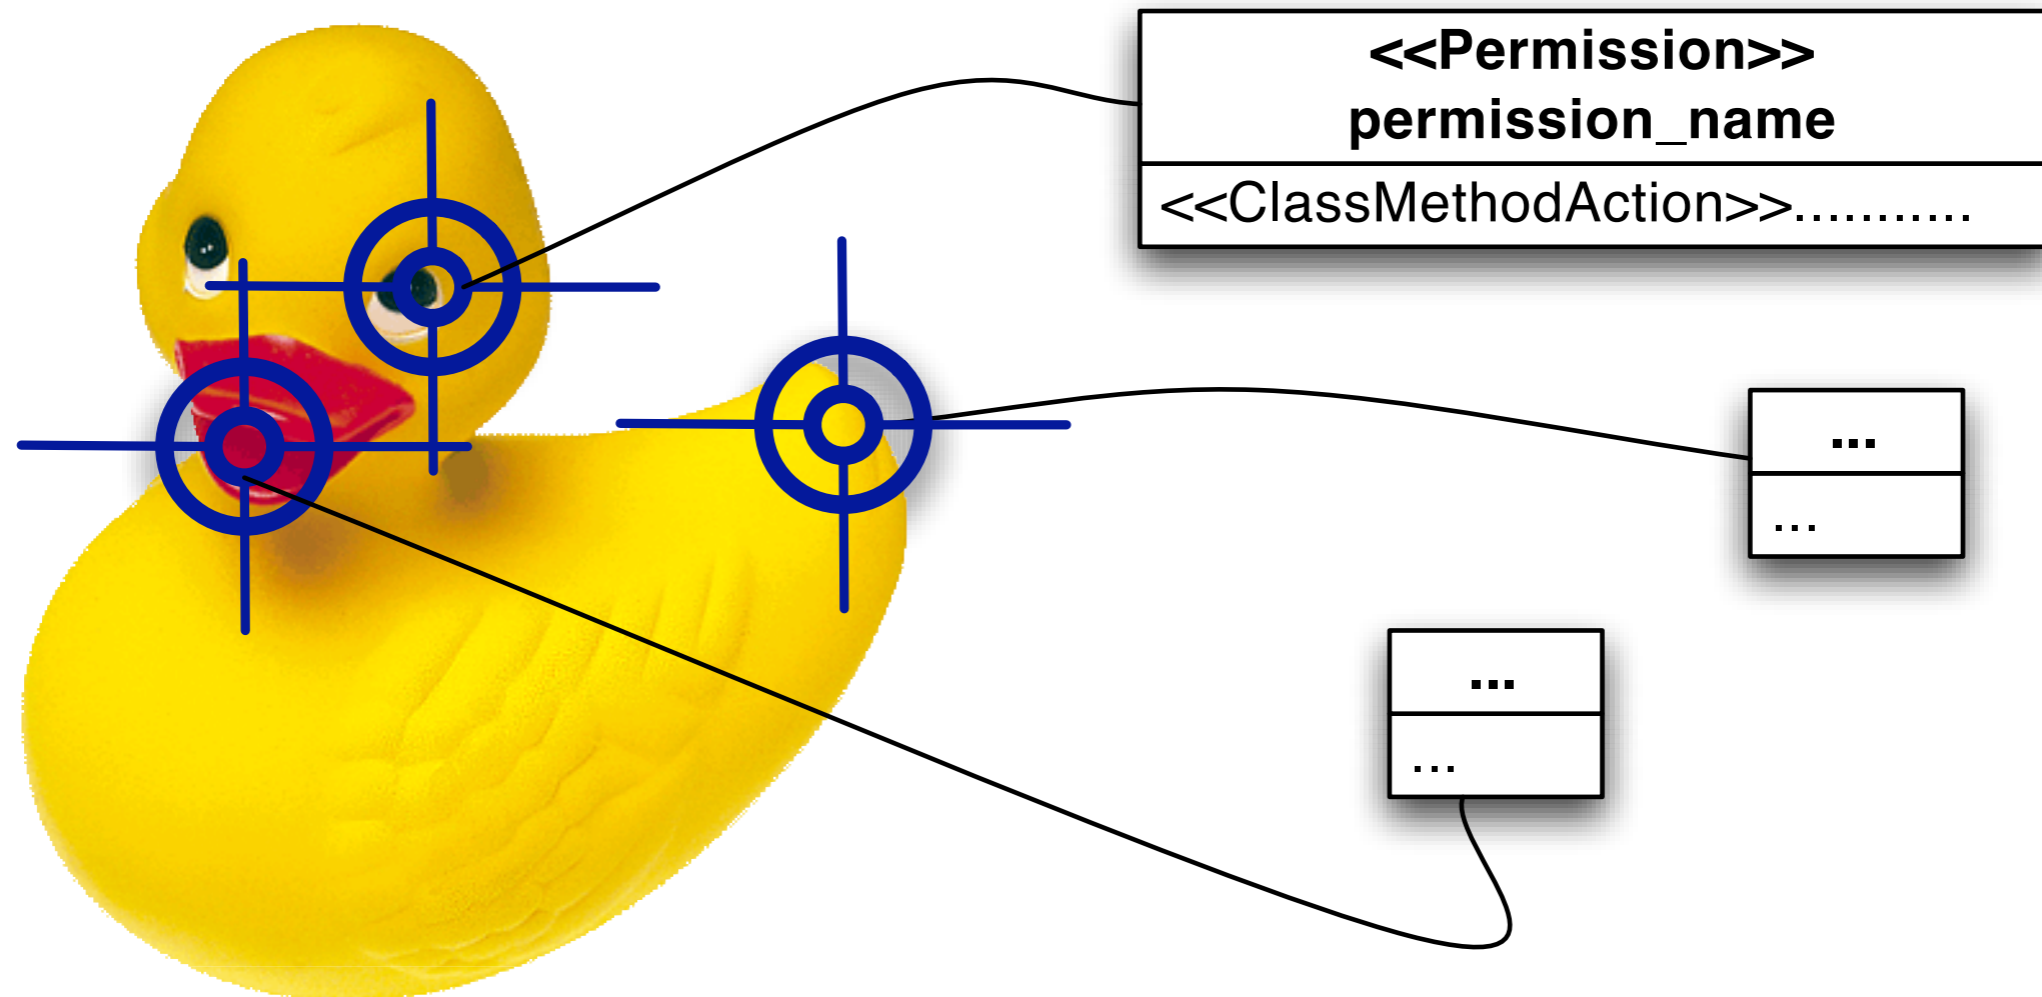 <<Permission>>
permission_name
<<ClassMethodAction>>...........
...
...
...
...